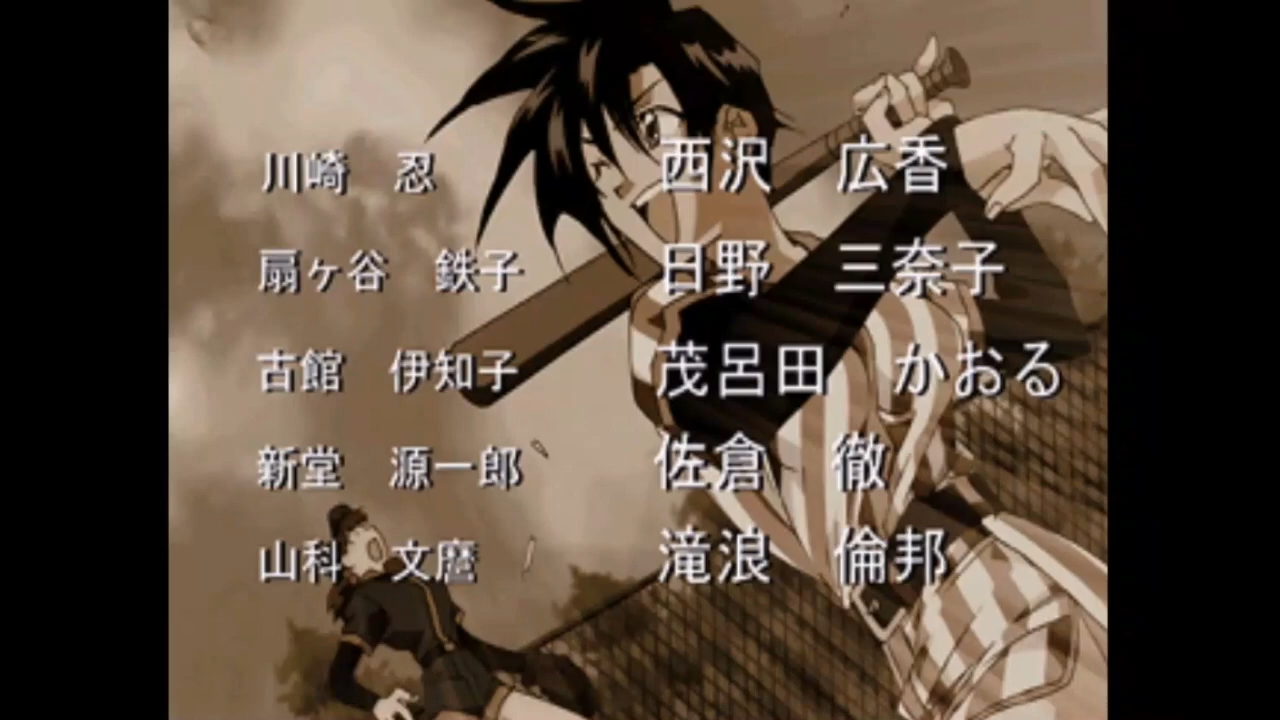 川崎　忍　西沢　広香
扇ヶ谷　鉄子　日野　三奈子
古館　伊知子　茂呂田　かおる
新堂　源一郎　佐倉　徹
山科　文麿　滝浪　倫邦